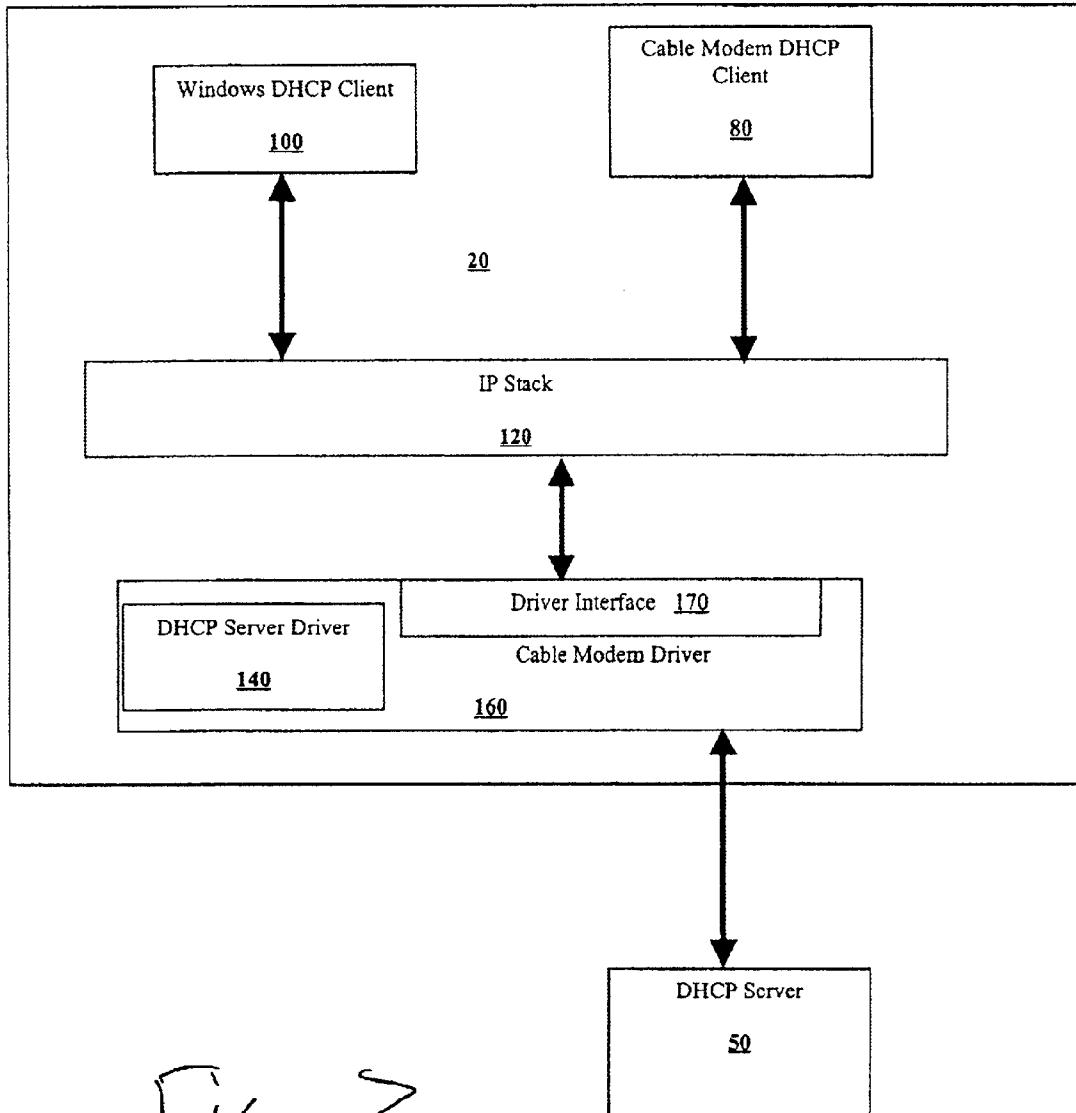 Windows DHCP Client
100
Cable Modem DHCP
Client
80
20
IP Stack
120
Driver Interface 170
DHCP Server Driver
140
Cable Modem Driver
160
DHCP Server
50